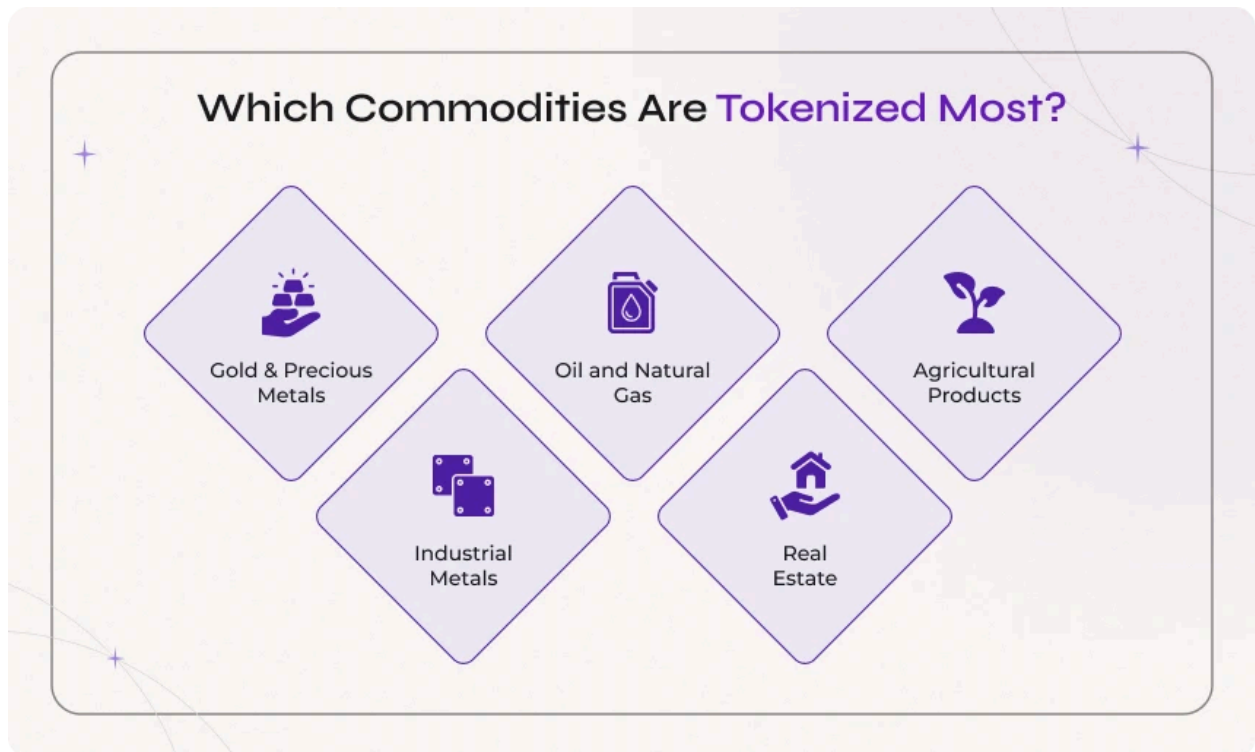 Which Commodities Are Tokenized Most?
Gold & Precious
Metals
Oil and Natural
Gas
Agricultural
Products
Industrial
Metals
Real
Estate